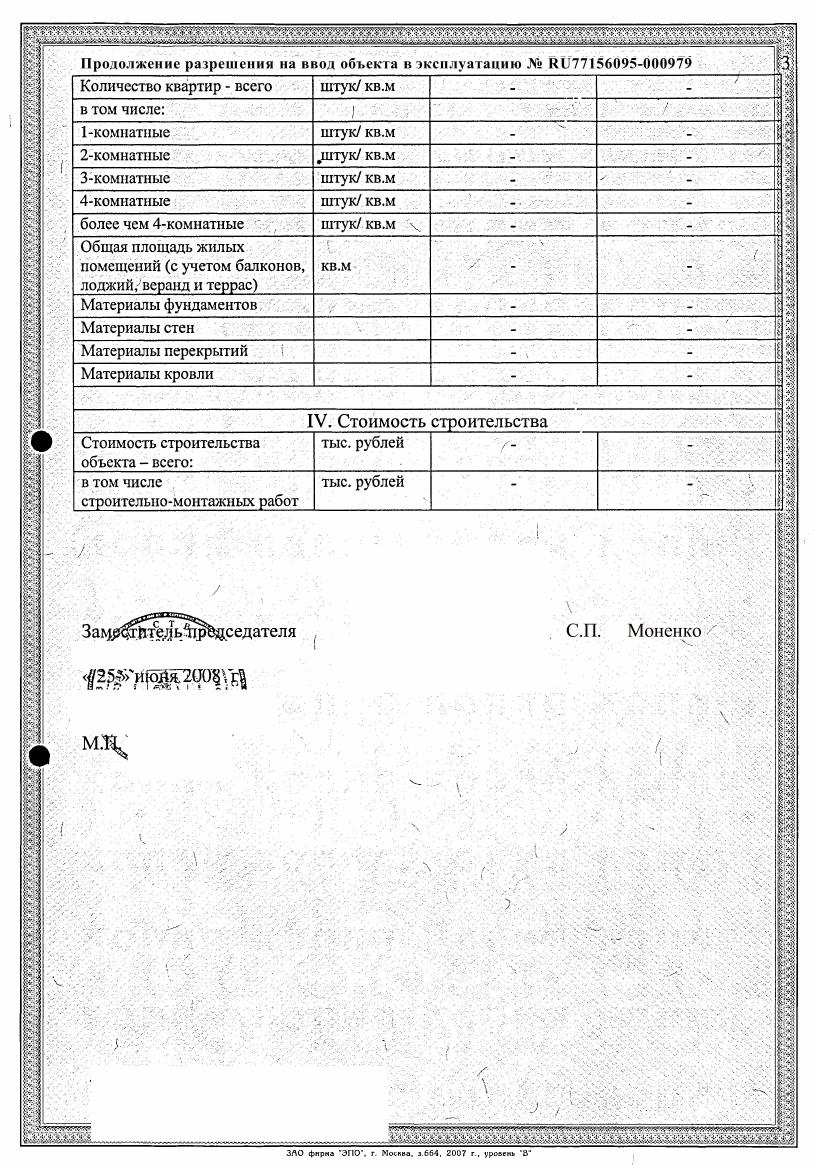 Продолжение разрешения на ввод объекта в эксплуатацию № RU77156095-000979
3
Количество квартир - всего штук/ кв.м - -
в том числе:
1-комнатные штук/ кв.м - -
2-комнатные штук/ кв.м - -
3-комнатные штук/ кв.м - -
4-комнатные штук/ кв.м - -
более чем 4-комнатные штук/ кв.м - -
Общая площадь жилых
помещений (с учетом балконов, кв.м - -
лоджий, веранд и террас)
Материалы фундаментов - -
Материалы стен - -
Материалы перекрытий - -
Материалы кровли - -
IV. Стоимость строительства
Стоимость строительства тыс. рублей - -
объекта – всего:
в том числе тыс. рублей - -
строительно-монтажных работ
Заместитель председателя С.П. Моненко
«25» июня 2008 г.
М.П.
ЗАО фирма "ЭПО", г. Москва, з.664, 2007 г., уровень "В"